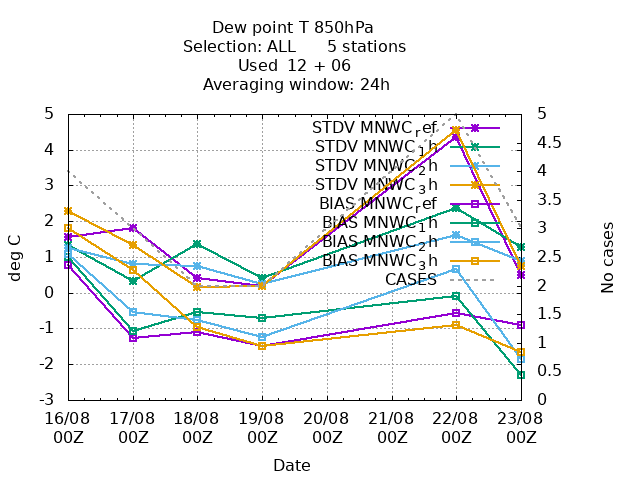 Dew point T 850hPa
Selection: ALL 5 stations
Used 12 + 06
Averaging window: 24h
5
4
3
2
1
0
-1
-2
-3
deg C
5
4.5
4
3.5
3
2.5
2
1.5
1
0.5
0
No cases
STDV MNWC_ref
STDV MNWC_1h
STDV MNWC_2h
STDV MNWC_3h
BIAS MNWC_ref
BIAS MNWC_1h
BIAS MNWC_2h
BIAS MNWC_3h
CASES
16/08 17/08 18/08 19/08 20/08 21/08 22/08 23/08
00Z 00Z 00Z 00Z 00Z 00Z 00Z 00Z
Date